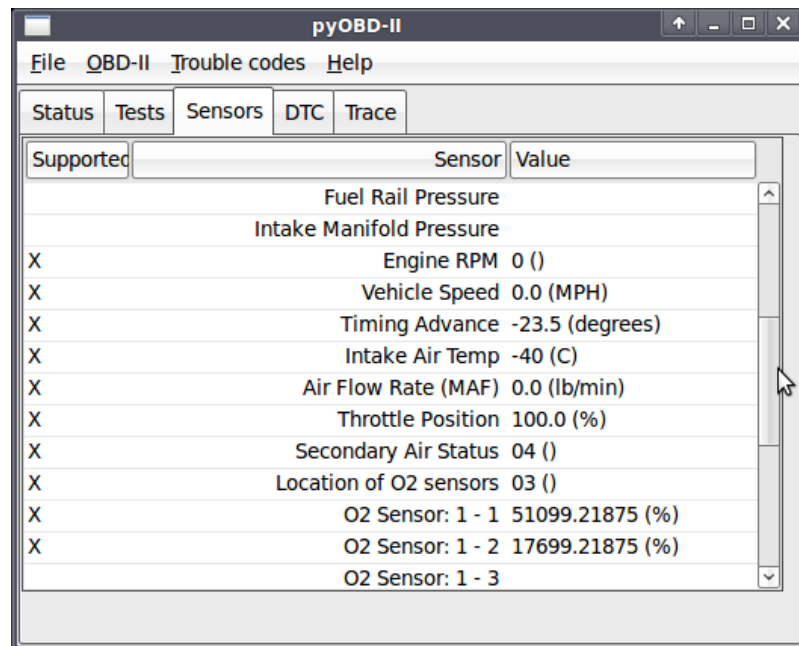 pyOBD-II
File OBD-II Trouble codes Help
Status Tests Sensors DTC Trace
Supported Sensor Value
Fuel Rail Pressure
Intake Manifold Pressure
X Engine RPM 0 ()
X Vehicle Speed 0.0 (MPH)
X Timing Advance -23.5 (degrees)
X Intake Air Temp -40 (C)
X Air Flow Rate (MAF) 0.0 (lb/min)
X Throttle Position 100.0 (%)
X Secondary Air Status 04 ()
X Location of O2 sensors 03 ()
X O2 Sensor: 1 - 1 51099.21875 (%)
X O2 Sensor: 1 - 2 17699.21875 (%)
O2 Sensor: 1 - 3